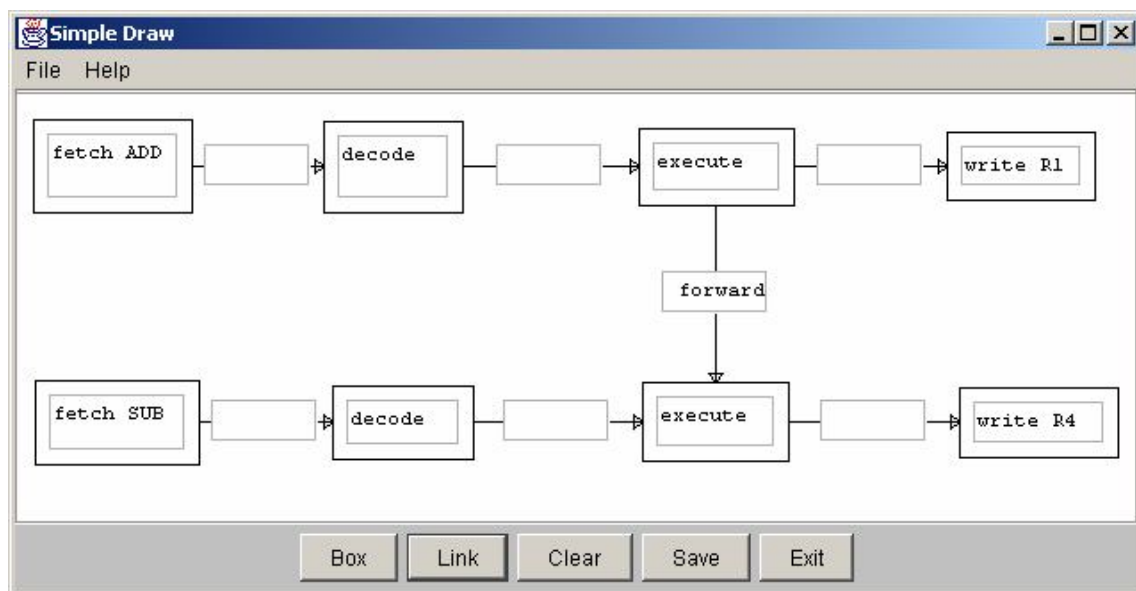 Simple Draw
File Help
fetch ADD
decode
execute
write R1
forward
fetch SUB
decode
execute
write R4
Box Link Clear Save Exit